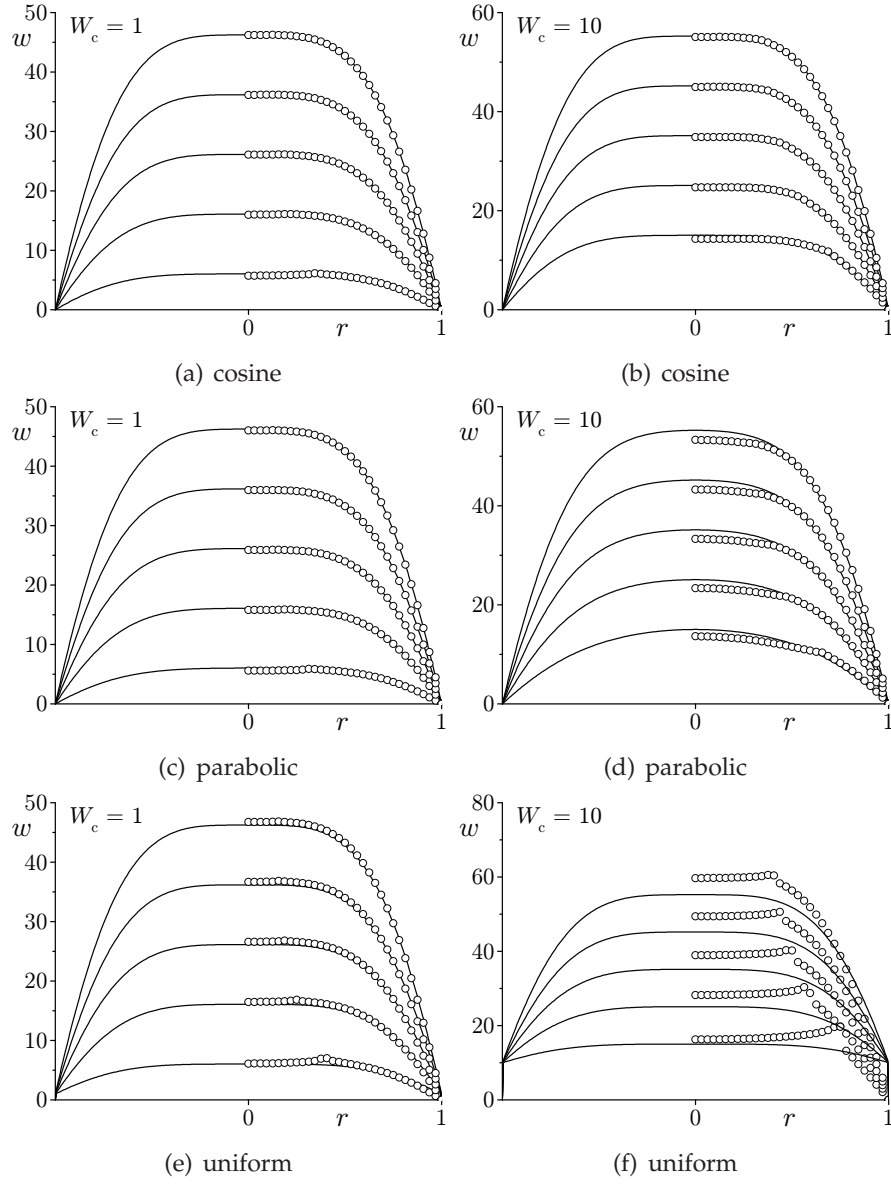 50
w
W_c = 1
40
30
20
10
0
0
r
1
(a) cosine
60
w
W_c = 10
40
20
0
0
r
1
(b) cosine
50
w
W_c = 1
40
30
20
10
0
0
r
1
(c) parabolic
60
w
W_c = 10
40
20
0
0
r
1
(d) parabolic
50
w
W_c = 1
40
30
20
10
0
0
r
1
(e) uniform
80
w
W_c = 10
60
40
20
0
0
r
1
(f) uniform